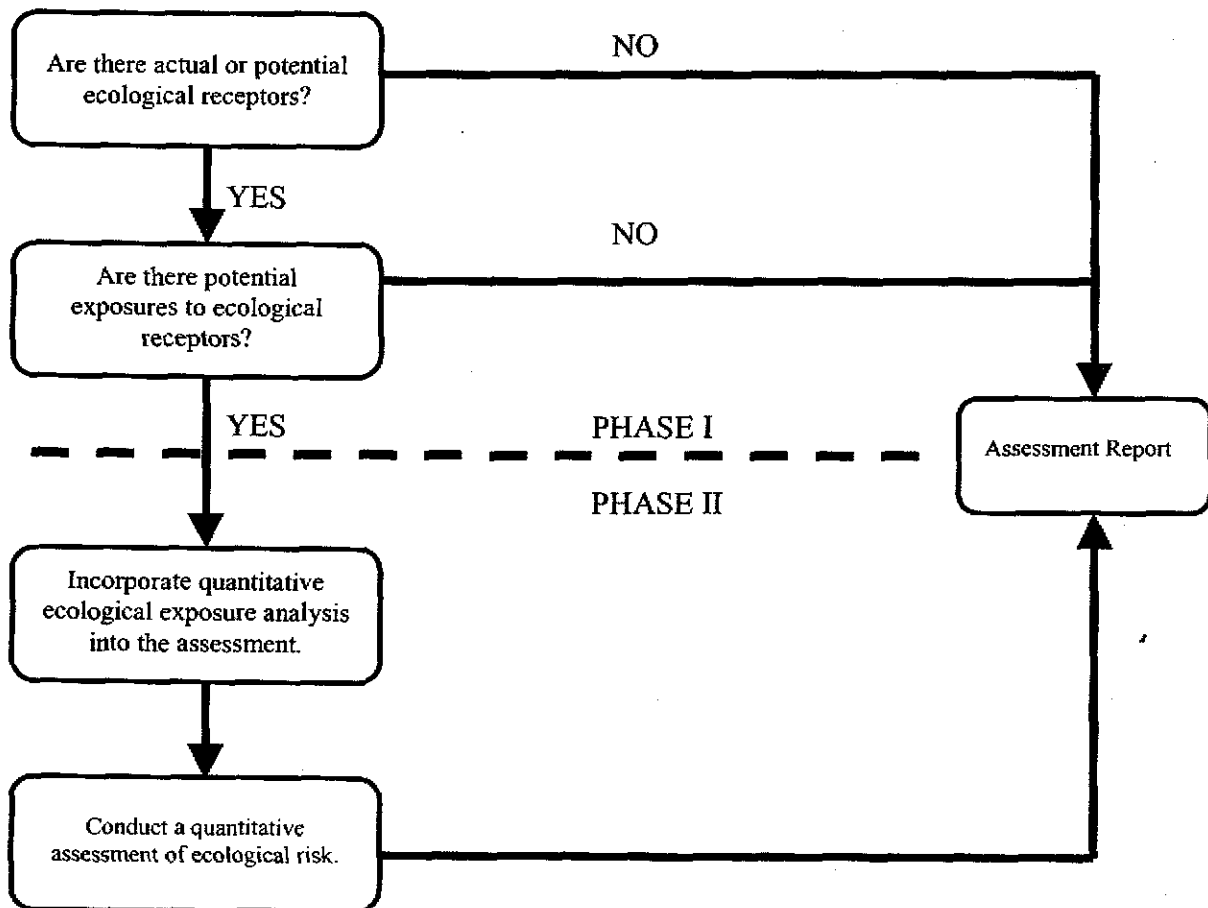 Are there actual or potential
ecological receptors?
NO
YES
Are there potential
exposures to ecological
receptors?
NO
YES
PHASE I
PHASE II
Assessment Report
Incorporate quantitative
ecological exposure analysis
into the assessment.
Conduct a quantitative
assessment of ecological risk.